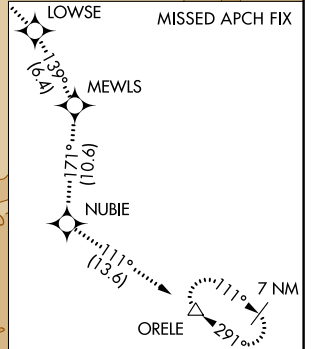 LOWSE
MISSED APCH FIX
139°
(6.4)
MEWLS
171°
(10.6)
NUBIE
111°
(13.6)
111°
7 NM
ORELE
291°